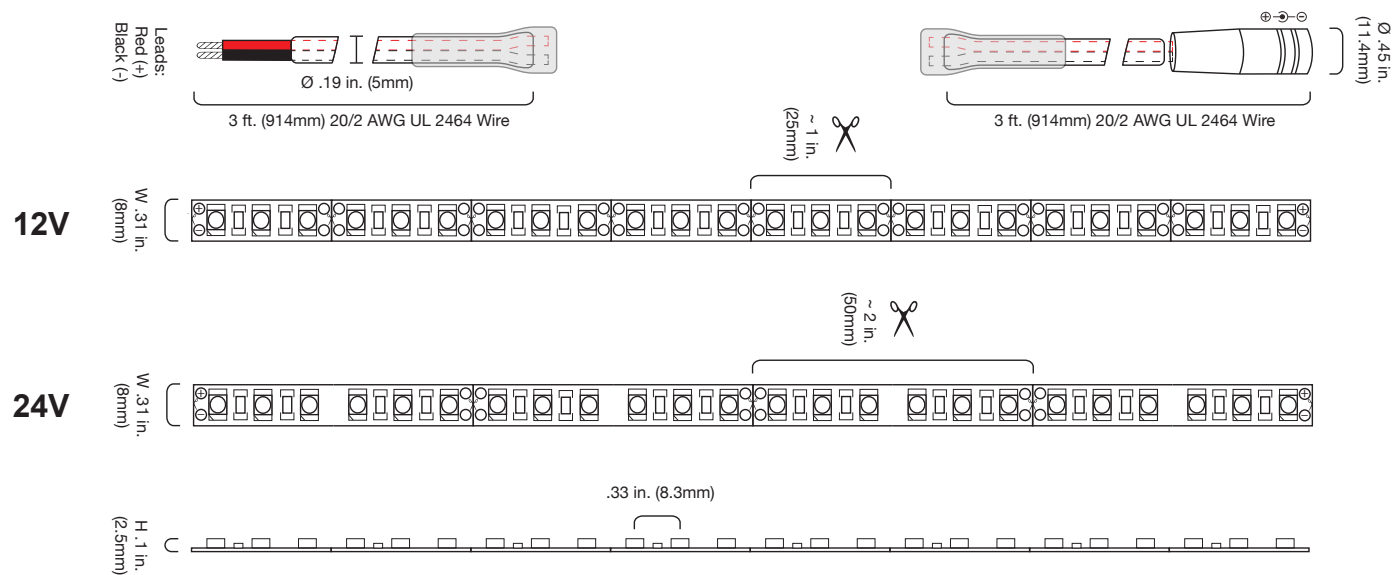 Leads:
Red (+)
Black (-)
Ø .19 in. (5mm)
3 ft. (914mm) 20/2 AWG UL 2464 Wire
Ø .45 in.
(11.4mm)
3 ft. (914mm) 20/2 AWG UL 2464 Wire
~ 1 in.
(25mm)
12V
W .31 in.
(8mm)
~ 2 in.
(50mm)
24V
W .31 in.
(8mm)
.33 in. (8.3mm)
H .1 in.
(2.5mm)